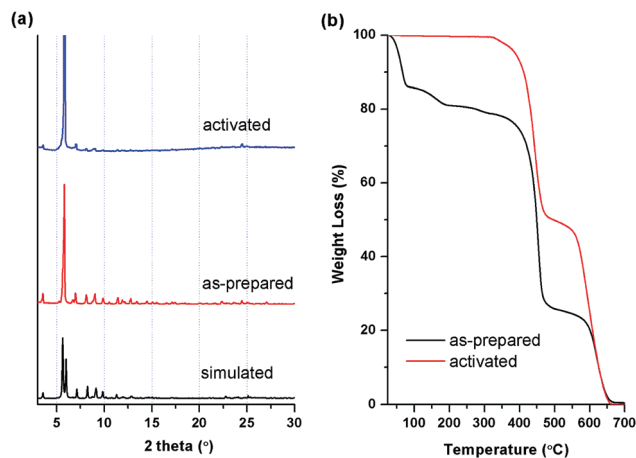 (a)
activated
as-prepared
simulated
5 10 15 20 25 30
2 theta (°)
(b)
100
80
60
40
20
0
Weight Loss (%)
as-prepared
activated
100 200 300 400 500 600 700
Temperature (°C)